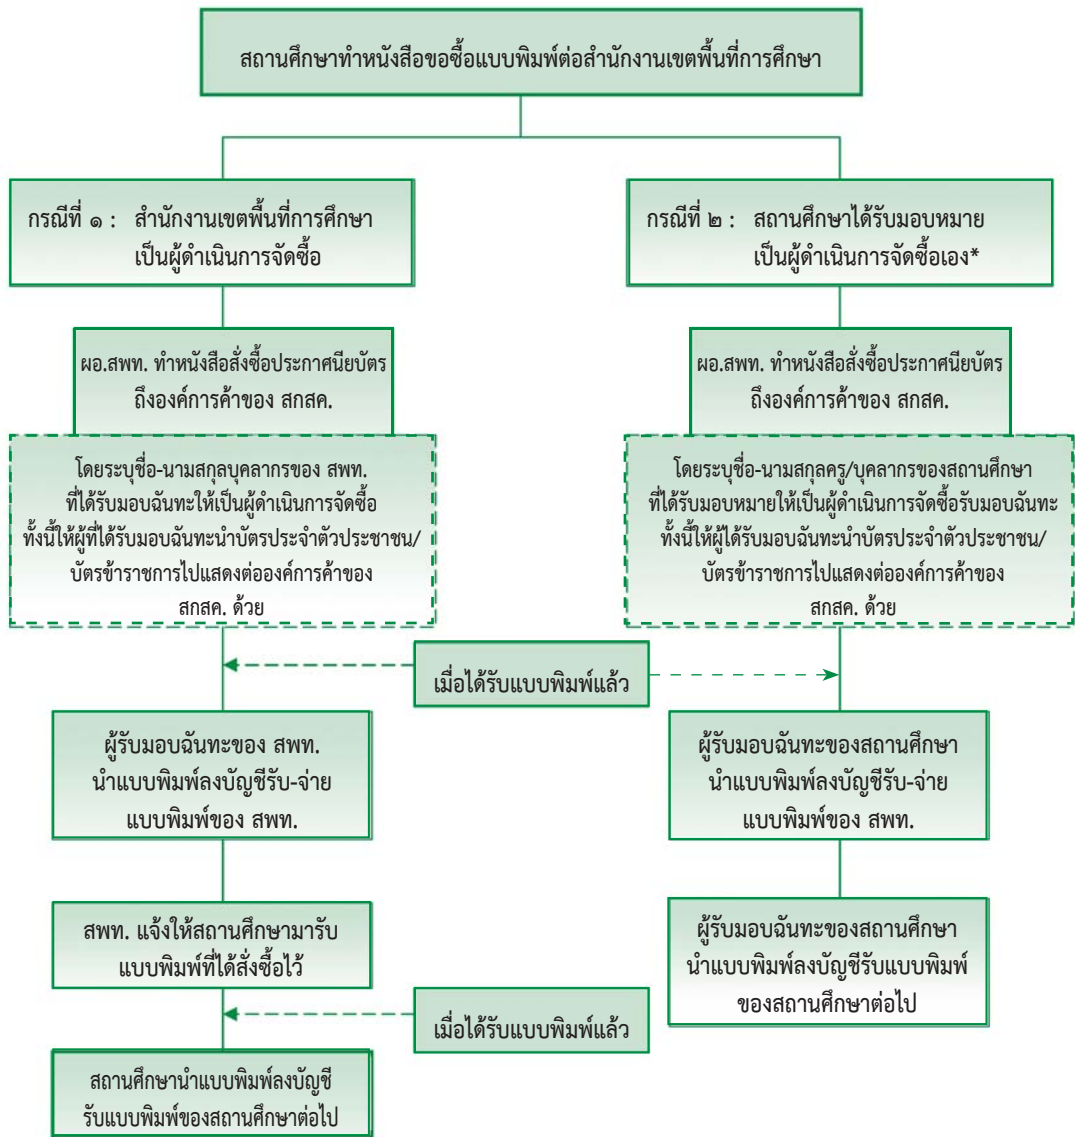 สถานศึกษาทำหนังสือขอซื้อแบบพิมพ์ต่อสำนักงานเขตพื้นที่การศึกษา
กรณีที่ ๑ : สำนักงานเขตพื้นที่การศึกษา
เป็นผู้ดำเนินการจัดซื้อ
กรณีที่ ๒ : สถานศึกษาได้รับมอบหมาย
เป็นผู้ดำเนินการจัดซื้อเอง*
ผอ.สพท. ทำหนังสือสั่งซื้อประกาศนียบัตร
ถึงองค์การค้าของ สกสค.
ผอ.สพท. ทำหนังสือสั่งซื้อประกาศนียบัตร
ถึงองค์การค้าของ สกสค.
โดยระบุชื่อ-นามสกุลบุคลากรของ สพท.
ที่ได้รับมอบฉันทะให้เป็นผู้ดำเนินการจัดซื้อ
ทั้งนี้ให้ผู้ที่ได้รับมอบฉันทะนำบัตรประจำตัวประชาชน/
บัตรข้าราชการไปแสดงต่อองค์การค้าของ
สกสค. ด้วย
โดยระบุชื่อ-นามสกุลครู/บุคลากรของสถานศึกษา
ที่ได้รับมอบหมายให้เป็นผู้ดำเนินการจัดซื้อรับมอบฉันทะ
ทั้งนี้ให้ผู้ได้รับมอบฉันทะนำบัตรประจำตัวประชาชน/
บัตรข้าราชการไปแสดงต่อองค์การค้าของ
สกสค. ด้วย
เมื่อได้รับแบบพิมพ์แล้ว
ผู้รับมอบฉันทะของ สพท.
นำแบบพิมพ์ลงบัญชีรับ-จ่าย
แบบพิมพ์ของ สพท.
ผู้รับมอบฉันทะของสถานศึกษา
นำแบบพิมพ์ลงบัญชีรับ-จ่าย
แบบพิมพ์ของ สพท.
สพท. แจ้งให้สถานศึกษามารับ
แบบพิมพ์ที่ได้สั่งซื้อไว้
ผู้รับมอบฉันทะของสถานศึกษา
นำแบบพิมพ์ลงบัญชีรับแบบพิมพ์
ของสถานศึกษาต่อไป
เมื่อได้รับแบบพิมพ์แล้ว
สถานศึกษานำแบบพิมพ์ลงบัญชี
รับแบบพิมพ์ของสถานศึกษาต่อไป